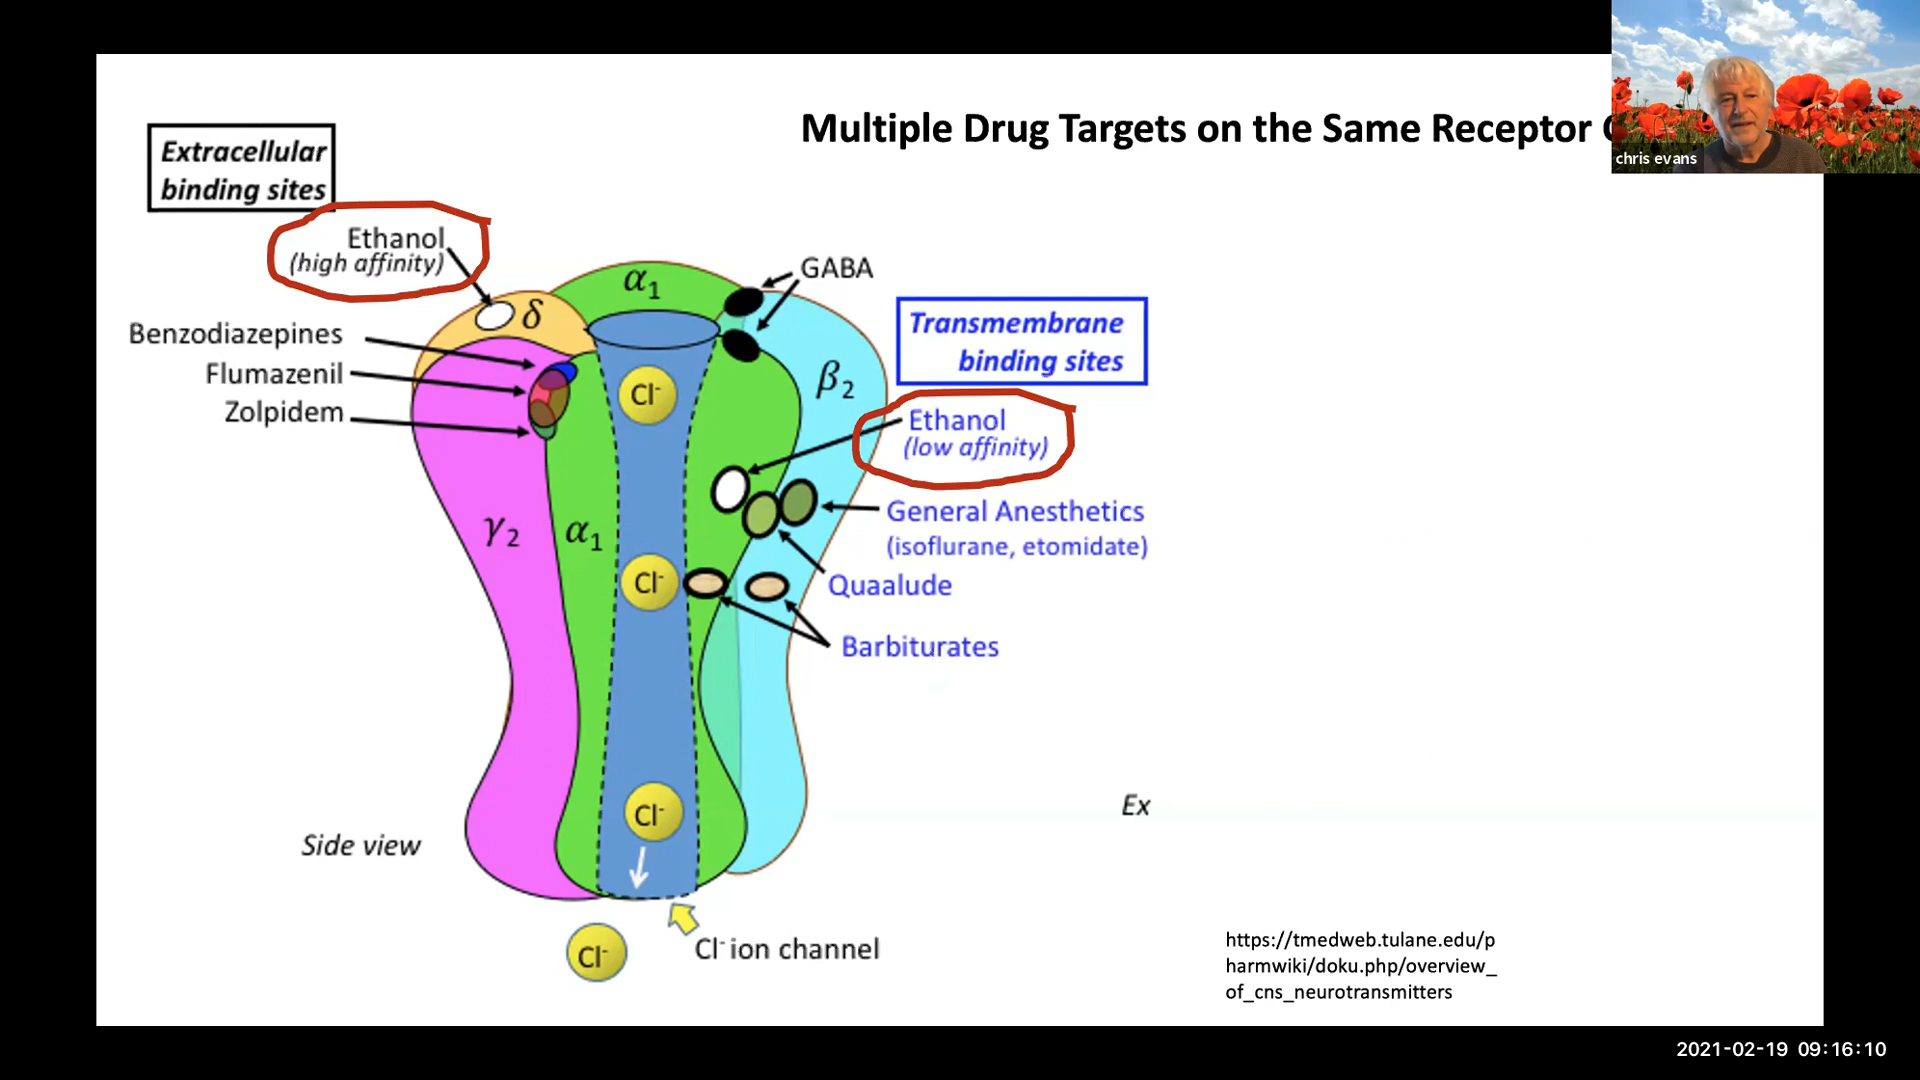 Multiple Drug Targets on the Same Receptor
chris evans
Extracellular
binding sites
Ethanol
(high affinity)
α1
GABA
δ
Benzodiazepines
Flumazenil
Zolpidem
Transmembrane
binding sites
β2
Cl-
Ethanol
(low affinity)
γ2
α1
General Anesthetics
(isoflurane, etomidate)
Cl-
Quaalude
Barbiturates
Cl-
Ex
Side view
Cl-
Cl- ion channel
https://tmedweb.tulane.edu/p
harmwiki/doku.php/overview_
of_cns_neurotransmitters
2021-02-19 09:16:10